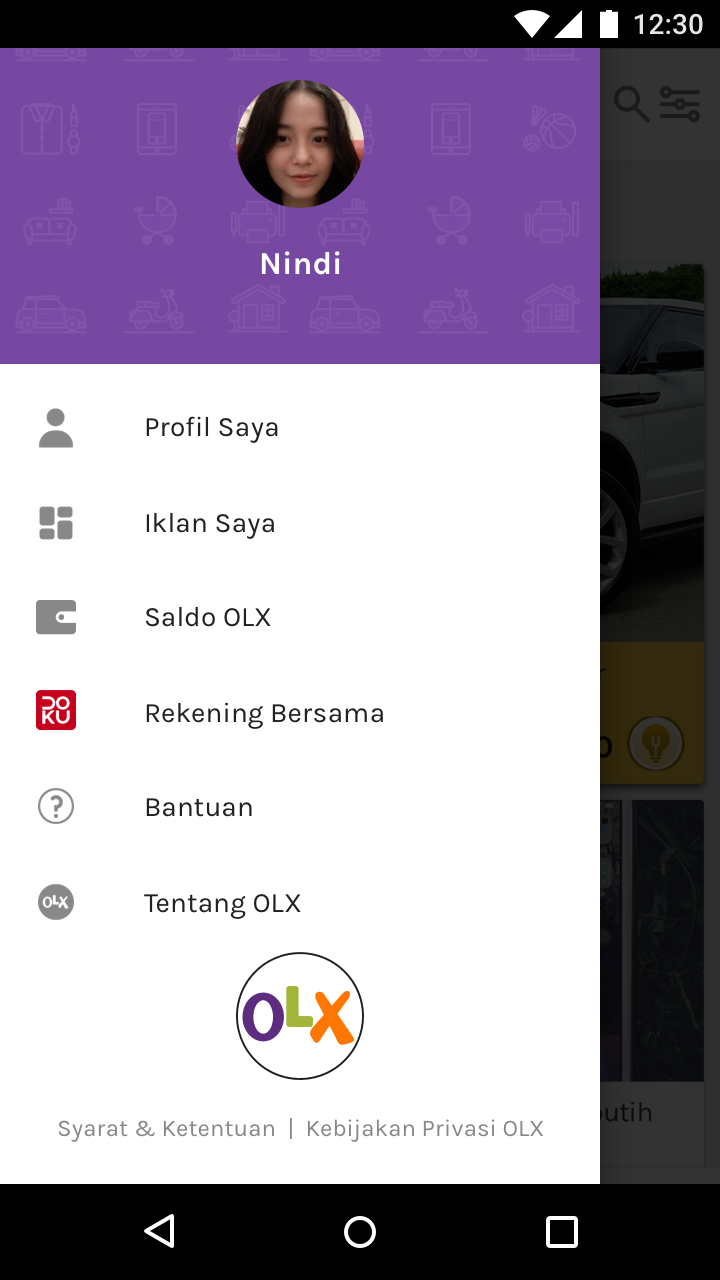 12:30
Nindi
Profil Saya
Iklan Saya
Saldo OLX
DOKU
Rekening Bersama
Bantuan
OLX
Tentang OLX
OLX
utih
Syarat & Ketentuan | Kebijakan Privasi OLX